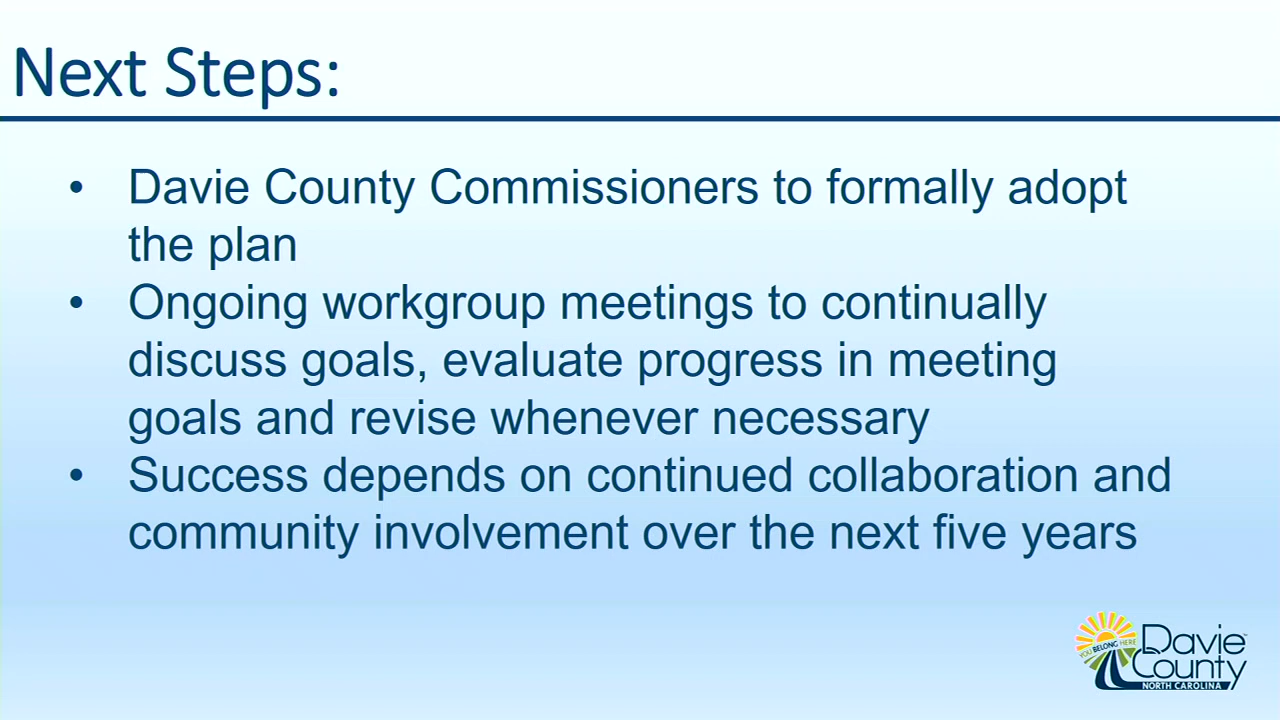 Next Steps:
• Davie County Commissioners to formally adopt
the plan
• Ongoing workgroup meetings to continually
discuss goals, evaluate progress in meeting
goals and revise whenever necessary
• Success depends on continued collaboration and
community involvement over the next five years
YOU BELONG HERE
Davie
County
NORTH CAROLINA